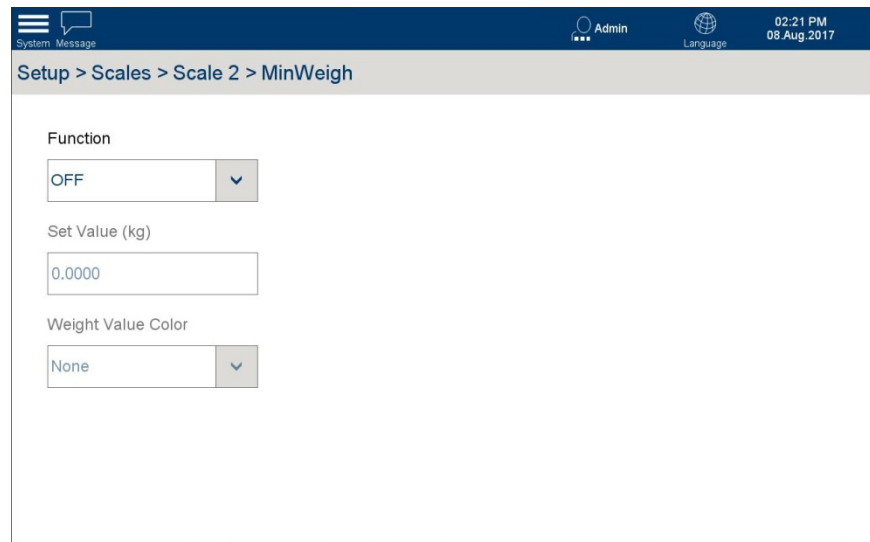 System Message
Admin
Language
02:21 PM
08.Aug.2017
Setup > Scales > Scale 2 > MinWeigh
Function
OFF
Set Value (kg)
0.0000
Weight Value Color
None